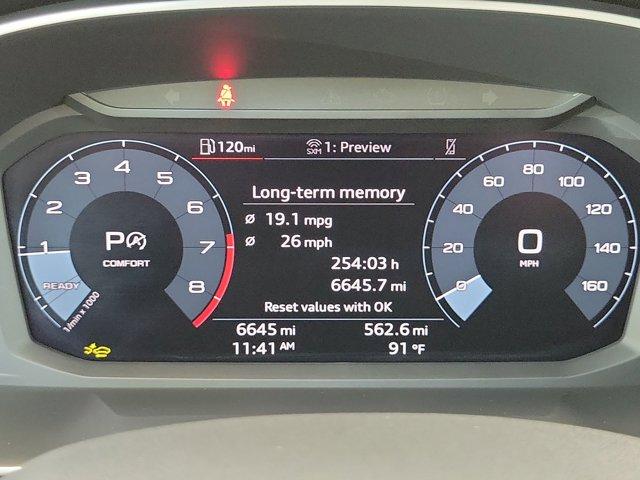 120mi
SXM 1: Preview
Long-term memory
Ø 19.1 mpg
Ø 26 mph
254:03 h
6645.7 mi
Reset values with OK
6645 mi 562.6 mi
11:41 AM 91 °F
1 2 3 4 5 6 7 8
P A
COMFORT
READY
1/min x 1000
0 20 40 60 80 100 120 140 160
0
MPH